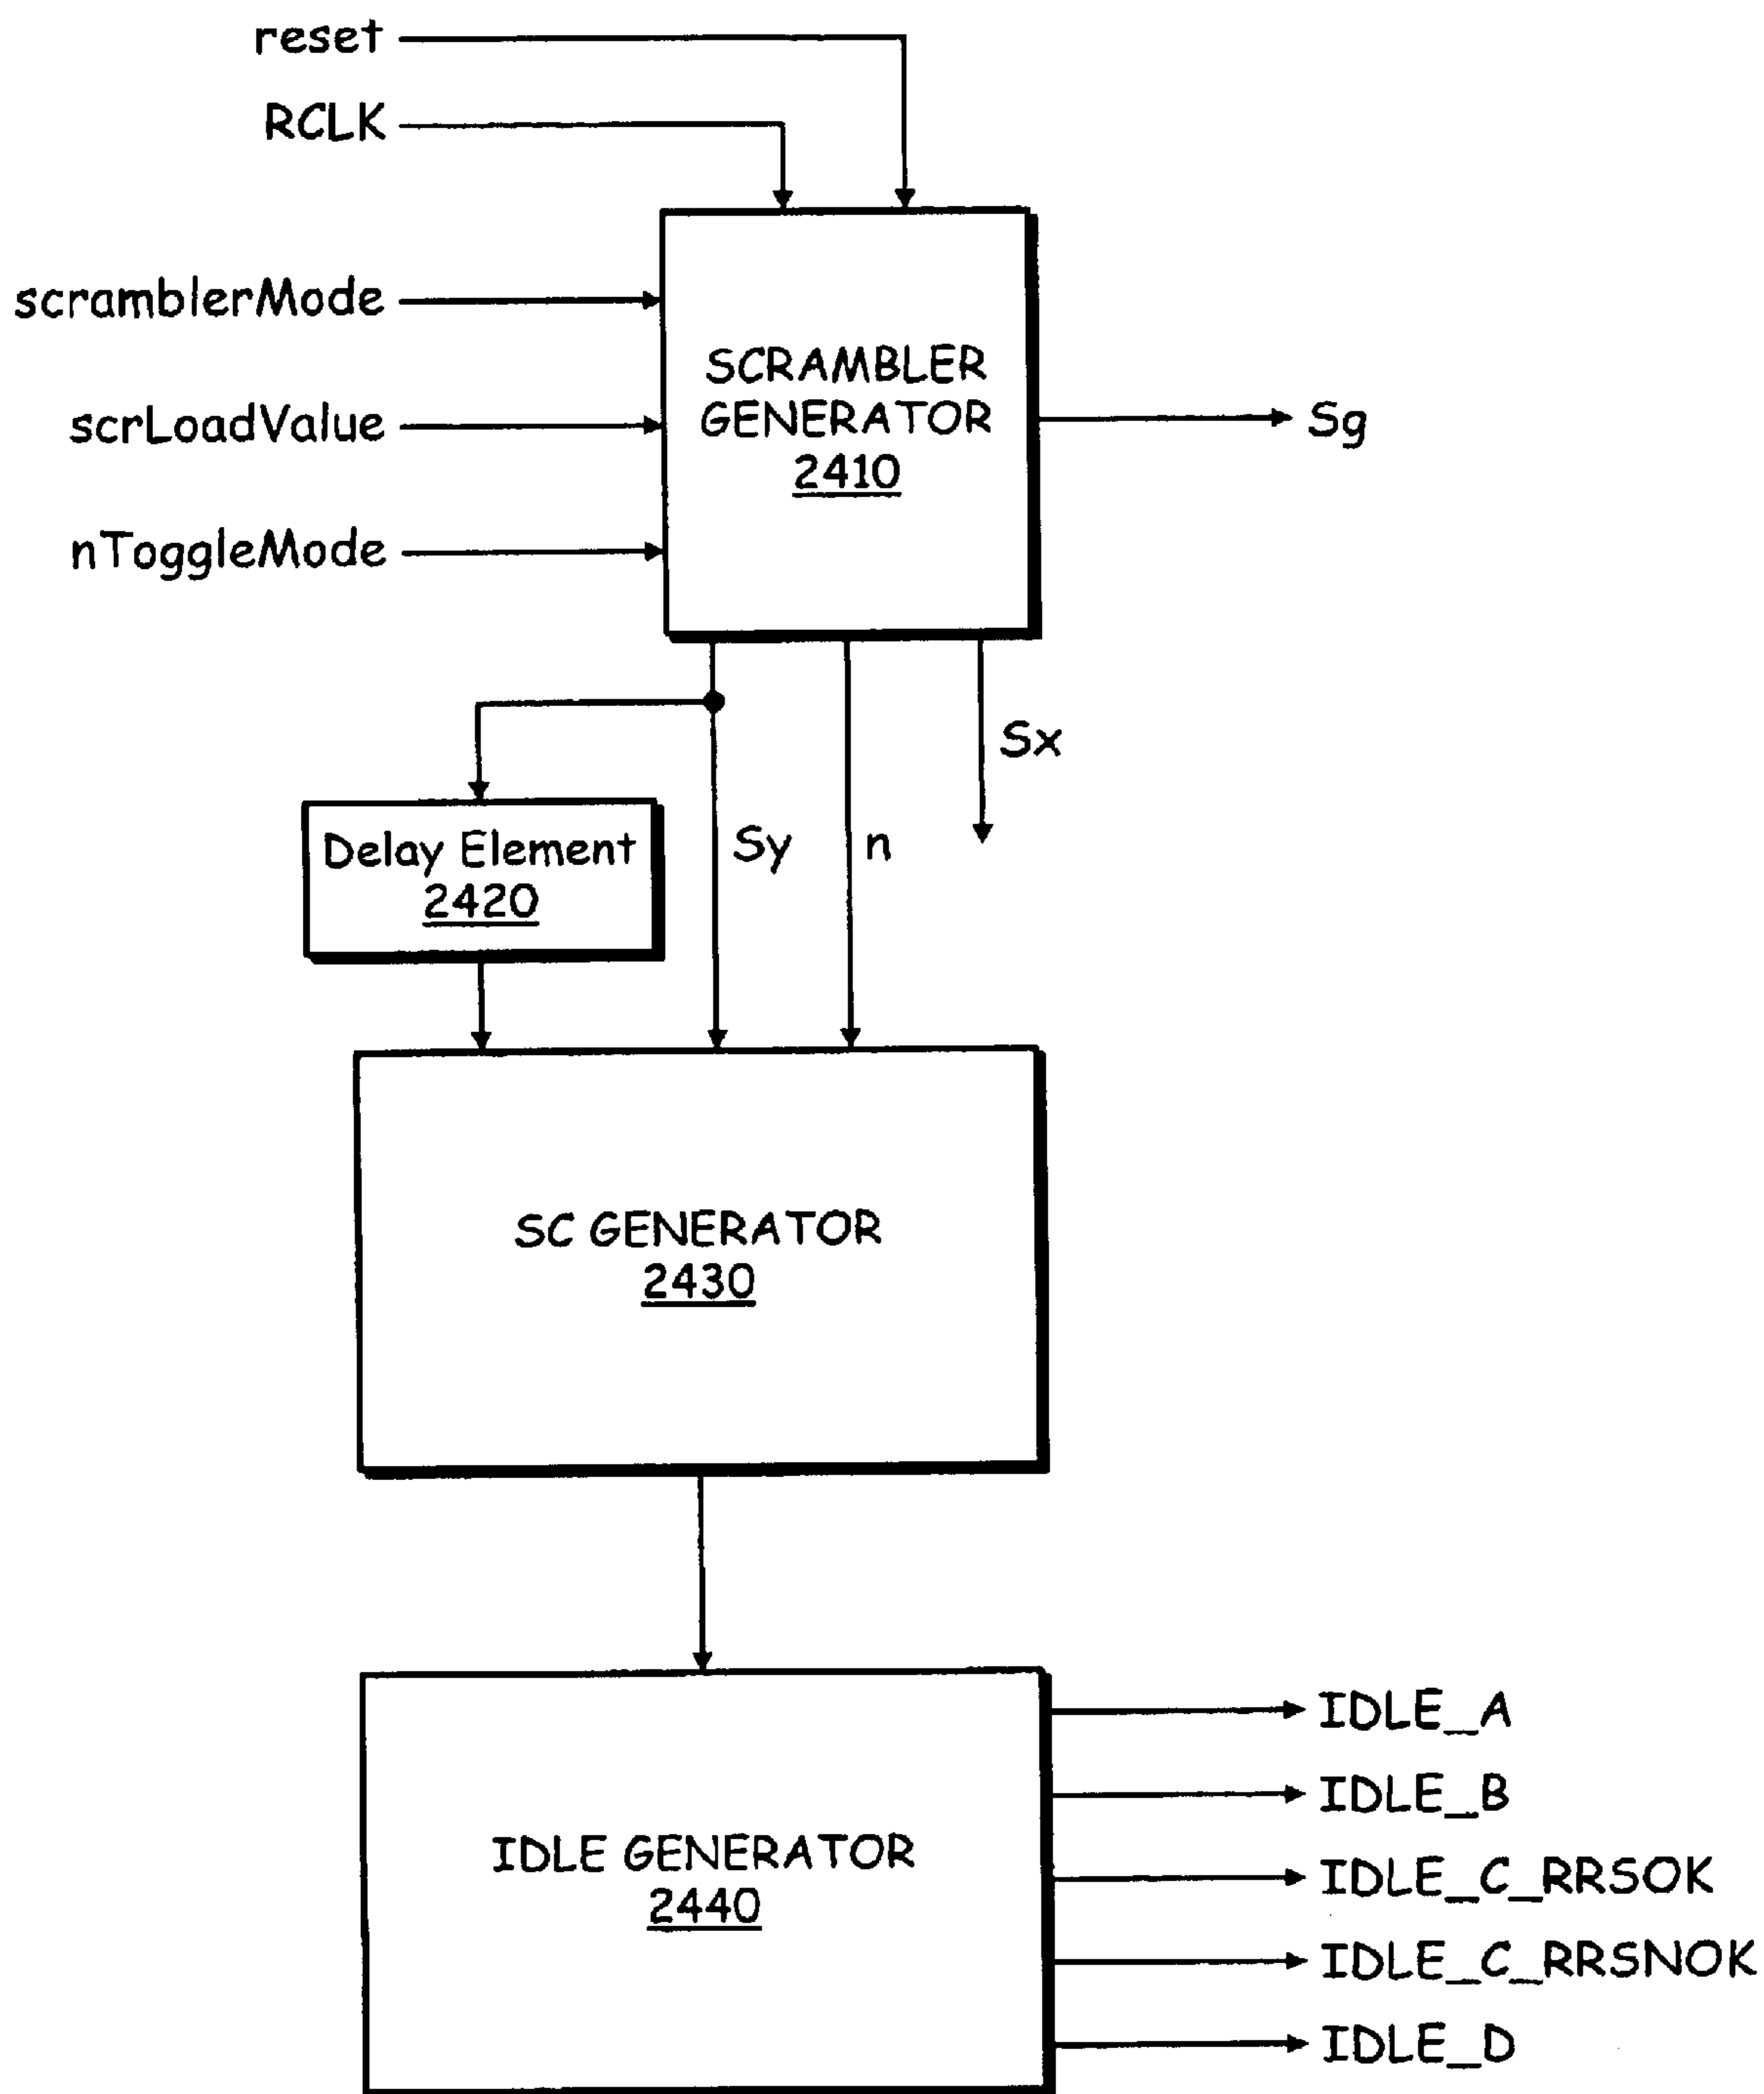 reset
RCLK
scramblerMode
scrLoadValue
nToggleMode
SCRAMBLER
GENERATOR
2410
Sg
Sx
Delay Element
2420
Sy
n
SC GENERATOR
2430
IDLE GENERATOR
2440
IDLE_A
IDLE_B
IDLE_C_RRSOK
IDLE_C_RRSNOK
IDLE_D